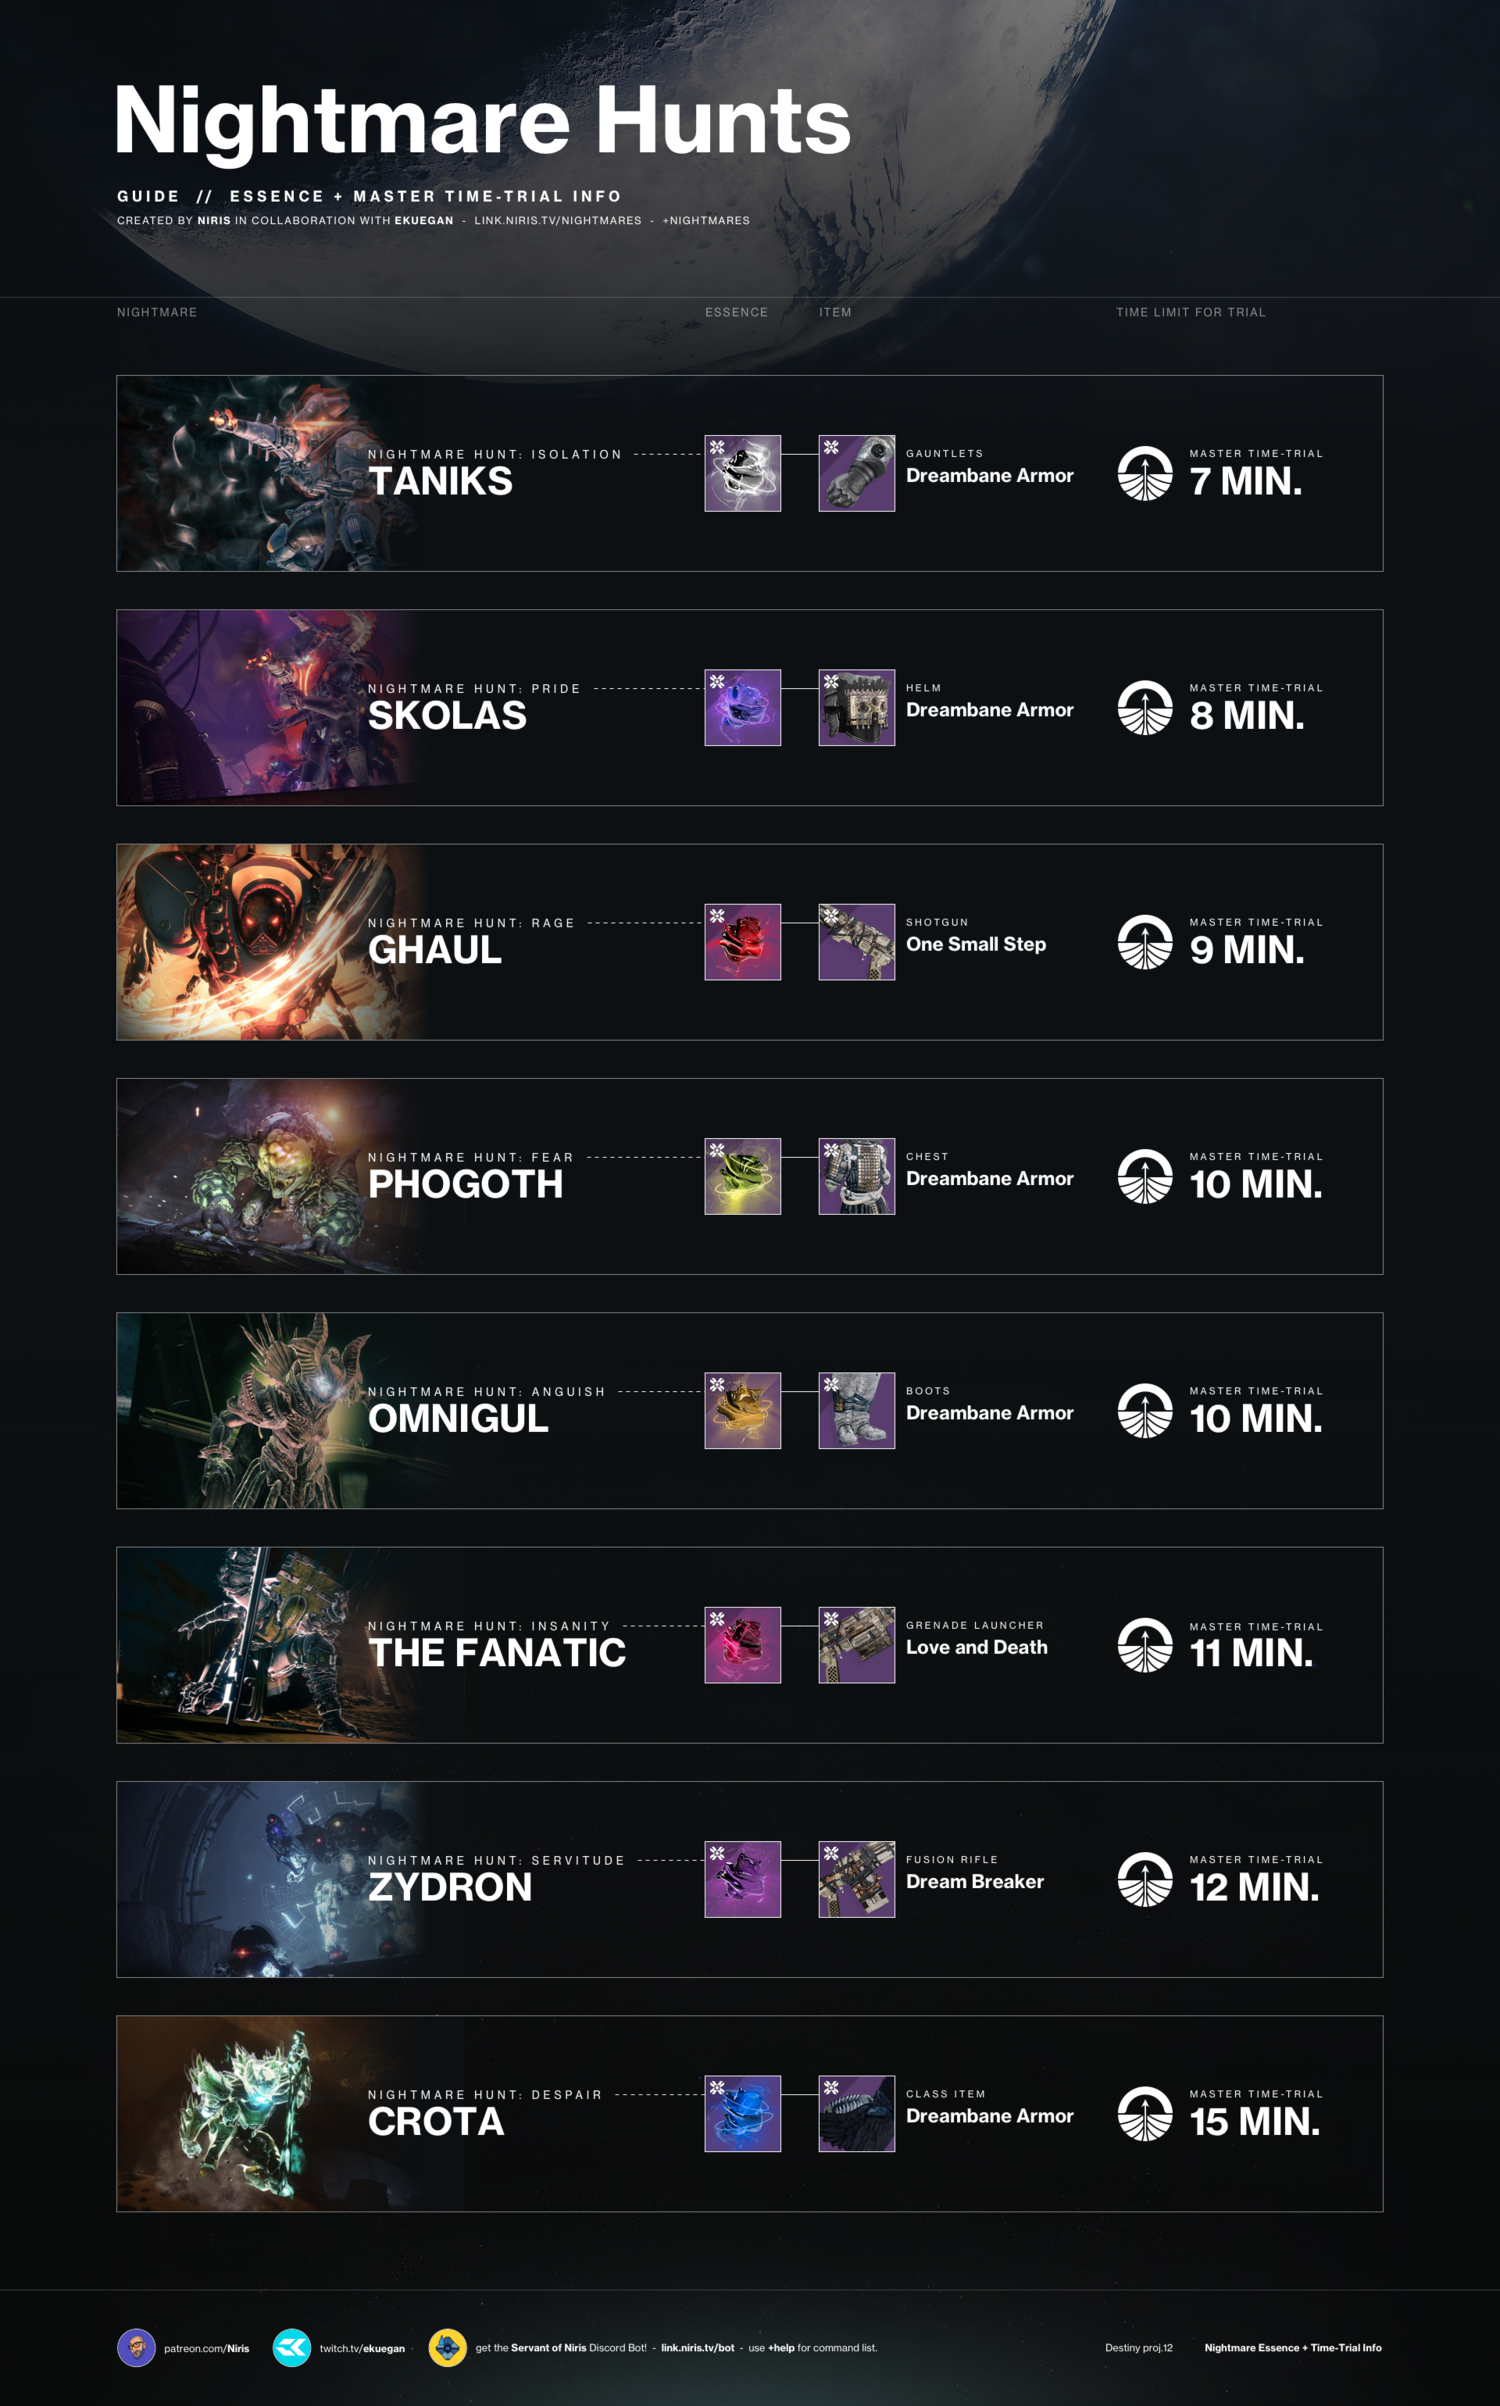 Nightmare Hunts
GUIDE // ESSENCE + MASTER TIME-TRIAL INFO
CREATED BY NIRIS IN COLLABORATION WITH EKUEGAN - LINK.NIRIS.TV/NIGHTMARES - +NIGHTMARES
NIGHTMARE ESSENCE ITEM TIME LIMIT FOR TRIAL
NIGHTMARE HUNT: ISOLATION
TANIKS
GAUNTLETS
Dreambane Armor
MASTER TIME-TRIAL
7 MIN.
NIGHTMARE HUNT: PRIDE
SKOLAS
HELM
Dreambane Armor
MASTER TIME-TRIAL
8 MIN.
NIGHTMARE HUNT: RAGE
GHAUL
SHOTGUN
One Small Step
MASTER TIME-TRIAL
9 MIN.
NIGHTMARE HUNT: FEAR
PHOGOTH
CHEST
Dreambane Armor
MASTER TIME-TRIAL
10 MIN.
NIGHTMARE HUNT: ANGUISH
OMNIGUL
BOOTS
Dreambane Armor
MASTER TIME-TRIAL
10 MIN.
NIGHTMARE HUNT: INSANITY
THE FANATIC
GRENADE LAUNCHER
Love and Death
MASTER TIME-TRIAL
11 MIN.
NIGHTMARE HUNT: SERVITUDE
ZYDRON
FUSION RIFLE
Dream Breaker
MASTER TIME-TRIAL
12 MIN.
NIGHTMARE HUNT: DESPAIR
CROTA
CLASS ITEM
Dreambane Armor
MASTER TIME-TRIAL
15 MIN.
patreon.com/Niris
twitch.tv/ekuegan
get the Servant of Niris Discord Bot! - link.niris.tv/bot - use +help for command list.
Destiny proj.12
Nightmare Essence + Time-Trial Info